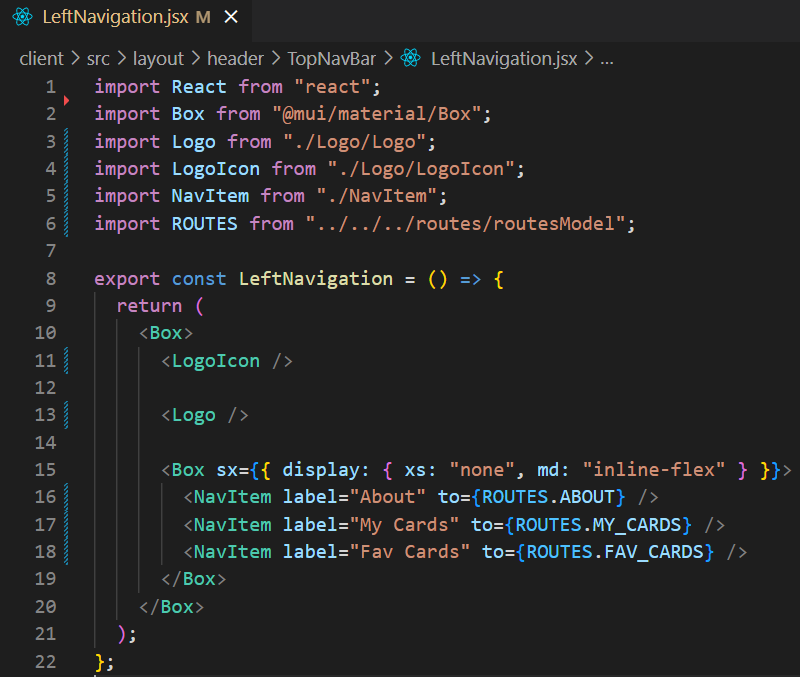 LeftNavigation.jsx M ✕
client > src > layout > header > TopNavBar > LeftNavigation.jsx > ...
1 import React from "react";
2 import Box from "@mui/material/Box";
3 import Logo from "./Logo/Logo";
4 import LogoIcon from "./Logo/LogoIcon";
5 import NavItem from "./NavItem";
6 import ROUTES from "../../../routes/routesModel";
7
8 export const LeftNavigation = () => {
9   return (
10     <Box>
11       <LogoIcon />
12
13       <Logo />
14
15       <Box sx={{ display: { xs: "none", md: "inline-flex" } }}>
16         <NavItem label="About" to={ROUTES.ABOUT} />
17         <NavItem label="My Cards" to={ROUTES.MY_CARDS} />
18         <NavItem label="Fav Cards" to={ROUTES.FAV_CARDS} />
19       </Box>
20     </Box>
21   );
22 };